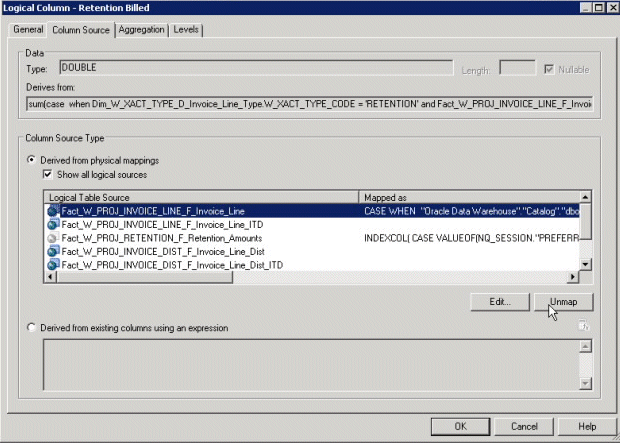 Logical Column - Retention Billed
General Column Source Aggregation Levels
Data
Type: DOUBLE Length: Nullable
Derives from:
sum(case when Dim_W_XACT_TYPE_D_Invoice_Line_Type.W_XACT_TYPE_CODE = 'RETENTION' and Fact_W_PROJ_INVOICE_LINE_F_Invoi
Column Source Type
Derived from physical mappings
Show all logical sources
Logical Table Source Mapped as
Fact_W_PROJ_INVOICE_LINE_F_Invoice_Line CASE WHEN "Oracle Data Warehouse"."Catalog"."dbo
Fact_W_PROJ_INVOICE_LINE_F_Invoice_Line_ITD
Fact_W_PROJ_RETENTION_F_Retention_Amounts INDEXCOL( CASE VALUEOF(NQ_SESSION."PREFERR
Fact_W_PROJ_INVOICE_DIST_F_Invoice_Line_Dist
Fact_W_PROJ_INVOICE_DIST_F_Invoice_Line_Dist_ITD
Edit... Unmap
Derived from existing columns using an expression
OK Cancel Help